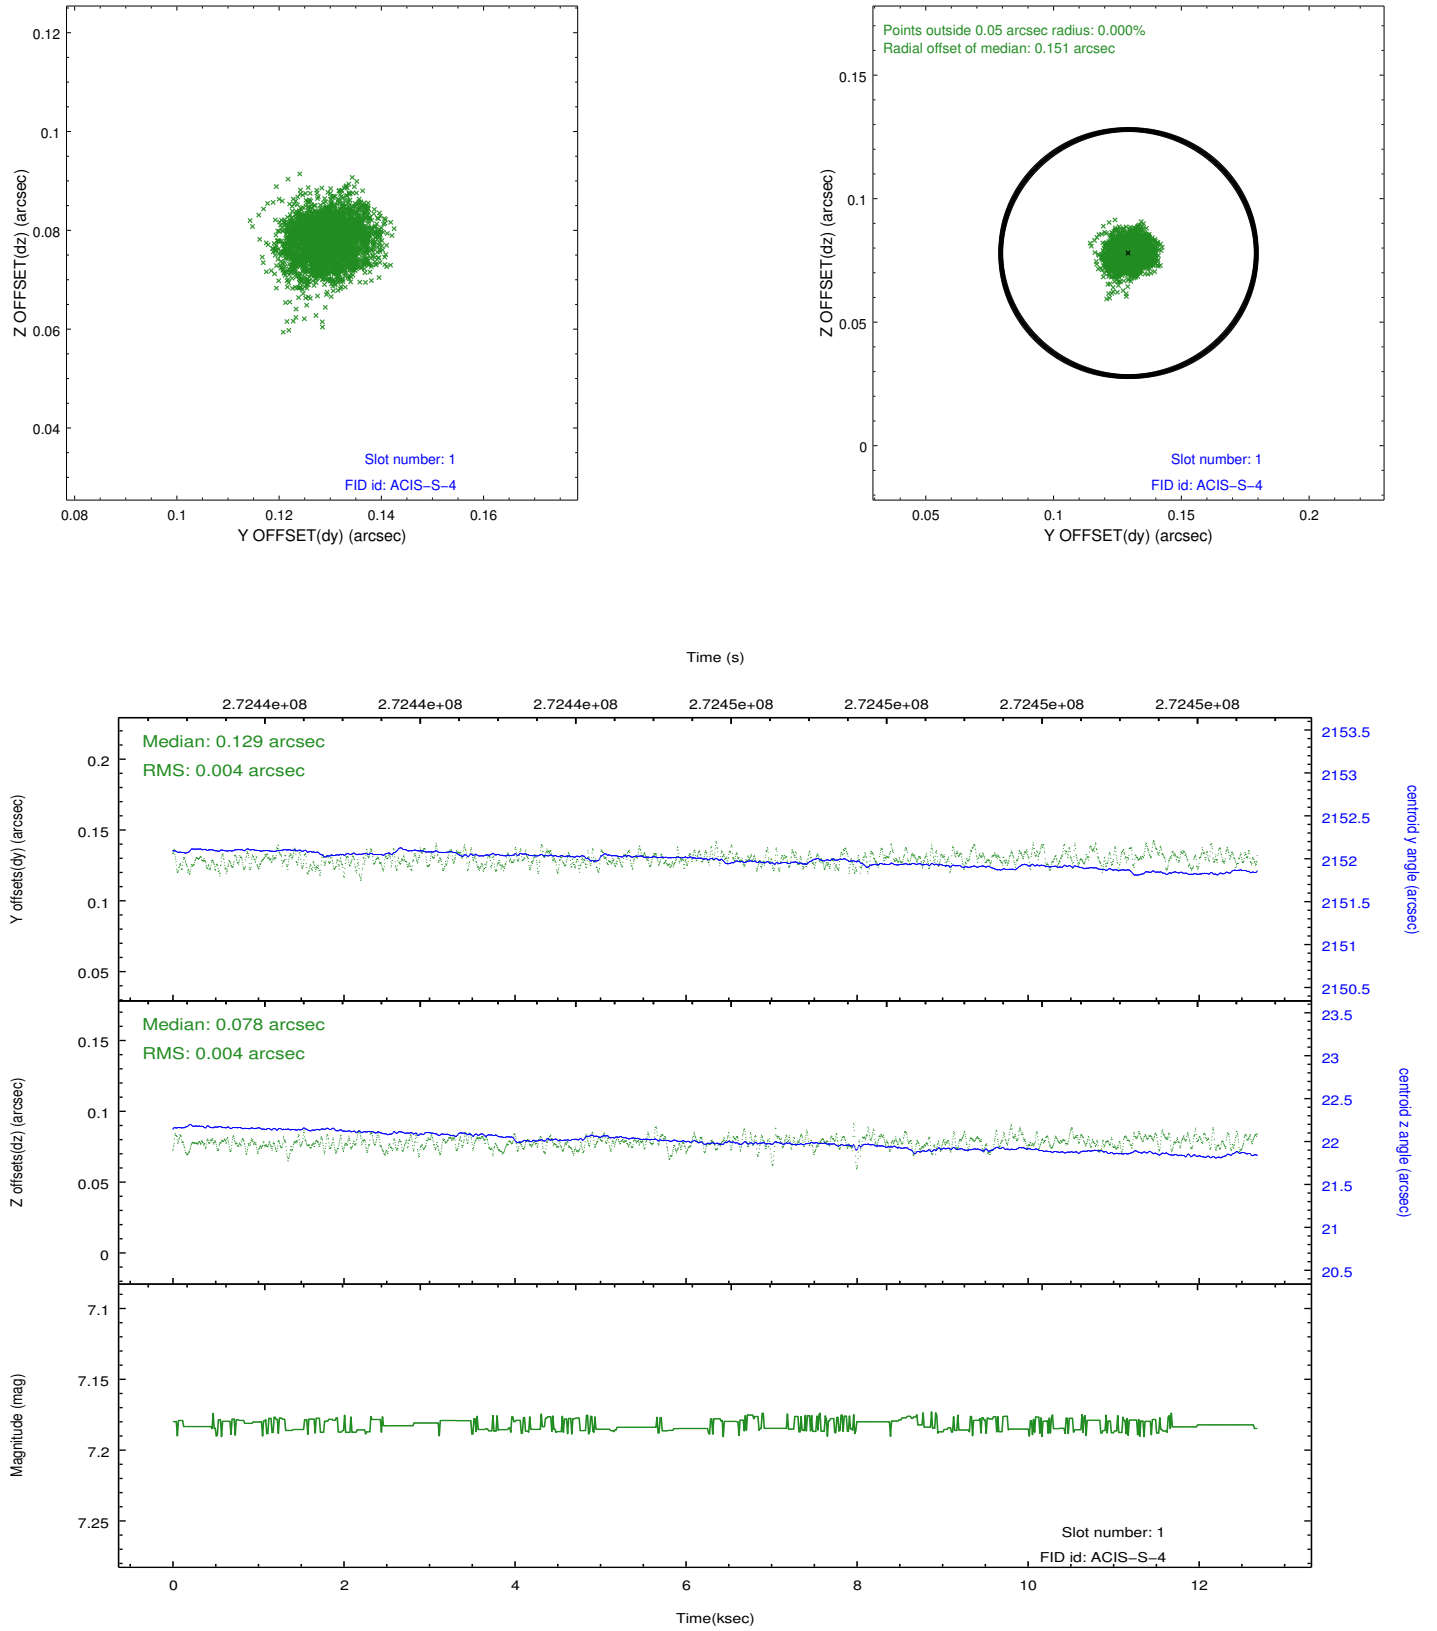 0.12
0.1
0.08
0.06
0.04
Z OFFSET(dz) (arcsec)
Slot number: 1
FID id: ACIS−S−4
0.08
0.1
0.12
0.14
0.16
Y OFFSET(dy) (arcsec)
Points outside 0.05 arcsec radius: 0.000%
Radial offset of median: 0.151 arcsec
0.15
0.1
0.05
0
Z OFFSET(dz) (arcsec)
Slot number: 1
FID id: ACIS−S−4
0.05
0.1
0.15
0.2
Y OFFSET(dy) (arcsec)
Time (s)
2.7244e+08
2.7244e+08
2.7244e+08
2.7245e+08
2.7245e+08
2.7245e+08
2.7245e+08
Median: 0.129 arcsec
RMS: 0.004 arcsec
0.2
0.15
0.1
0.05
Y offsets(dy) (arcsec)
2153.5
2153
2152.5
2152
2151.5
2151
2150.5
centroid y angle (arcsec)
Median: 0.078 arcsec
RMS: 0.004 arcsec
0.15
0.1
0.05
0
Z offsets(dz) (arcsec)
23.5
23
22.5
22
21.5
21
20.5
centroid z angle (arcsec)
7.1
7.15
7.2
7.25
Magnitude (mag)
Slot number: 1
FID id: ACIS−S−4
0
2
4
6
8
10
12
Time(ksec)